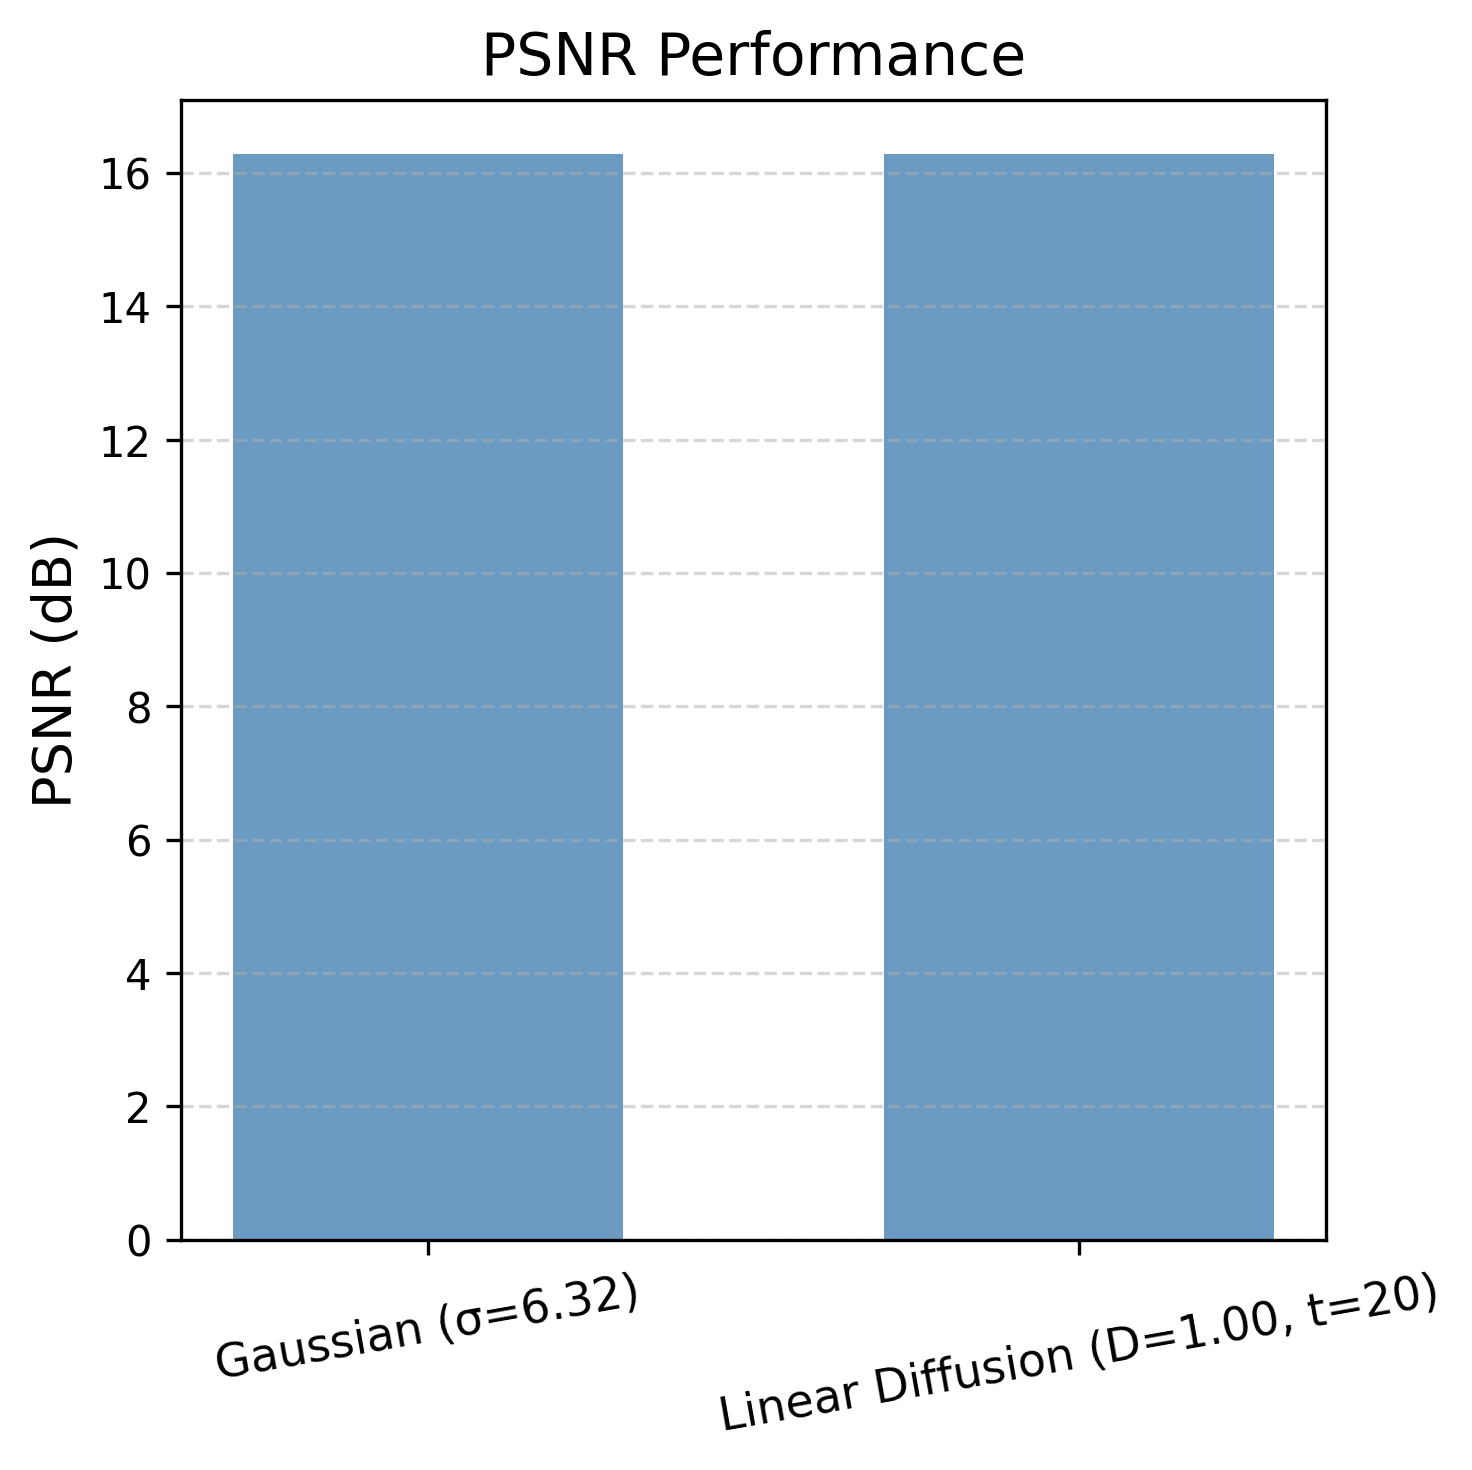 PSNR Performance
PSNR (dB)
16
14
12
10
8
6
4
2
0
Gaussian (σ=6.32)
Linear Diffusion (D=1.00, t=20)